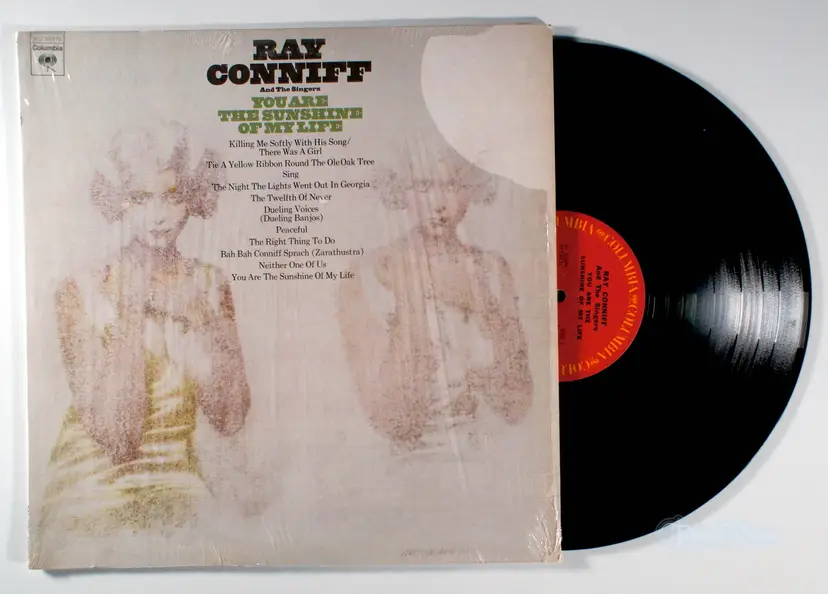 Columbia
RAY
CONNIFF
And The Singers
YOU ARE
THE SUNSHINE
OF MY LIFE
Killing Me Softly With His Song/
There Was A Girl
Tie A Yellow Ribbon Round The Ole Oak Tree
Sing
The Night The Lights Went Out In Georgia
The Twelfth Of Never
Dueling Voices
(Dueling Banjos)
Peaceful
The Right Thing To Do
Bah Bah Conniff Sprach (Zarathustra)
Neither One Of Us
You Are The Sunshine Of My Life
COLUMBIA
COLUMBIA
COLUMBIA
RAY CONNIFF
And The Singers
YOU ARE THE
SUNSHINE OF MY LIFE